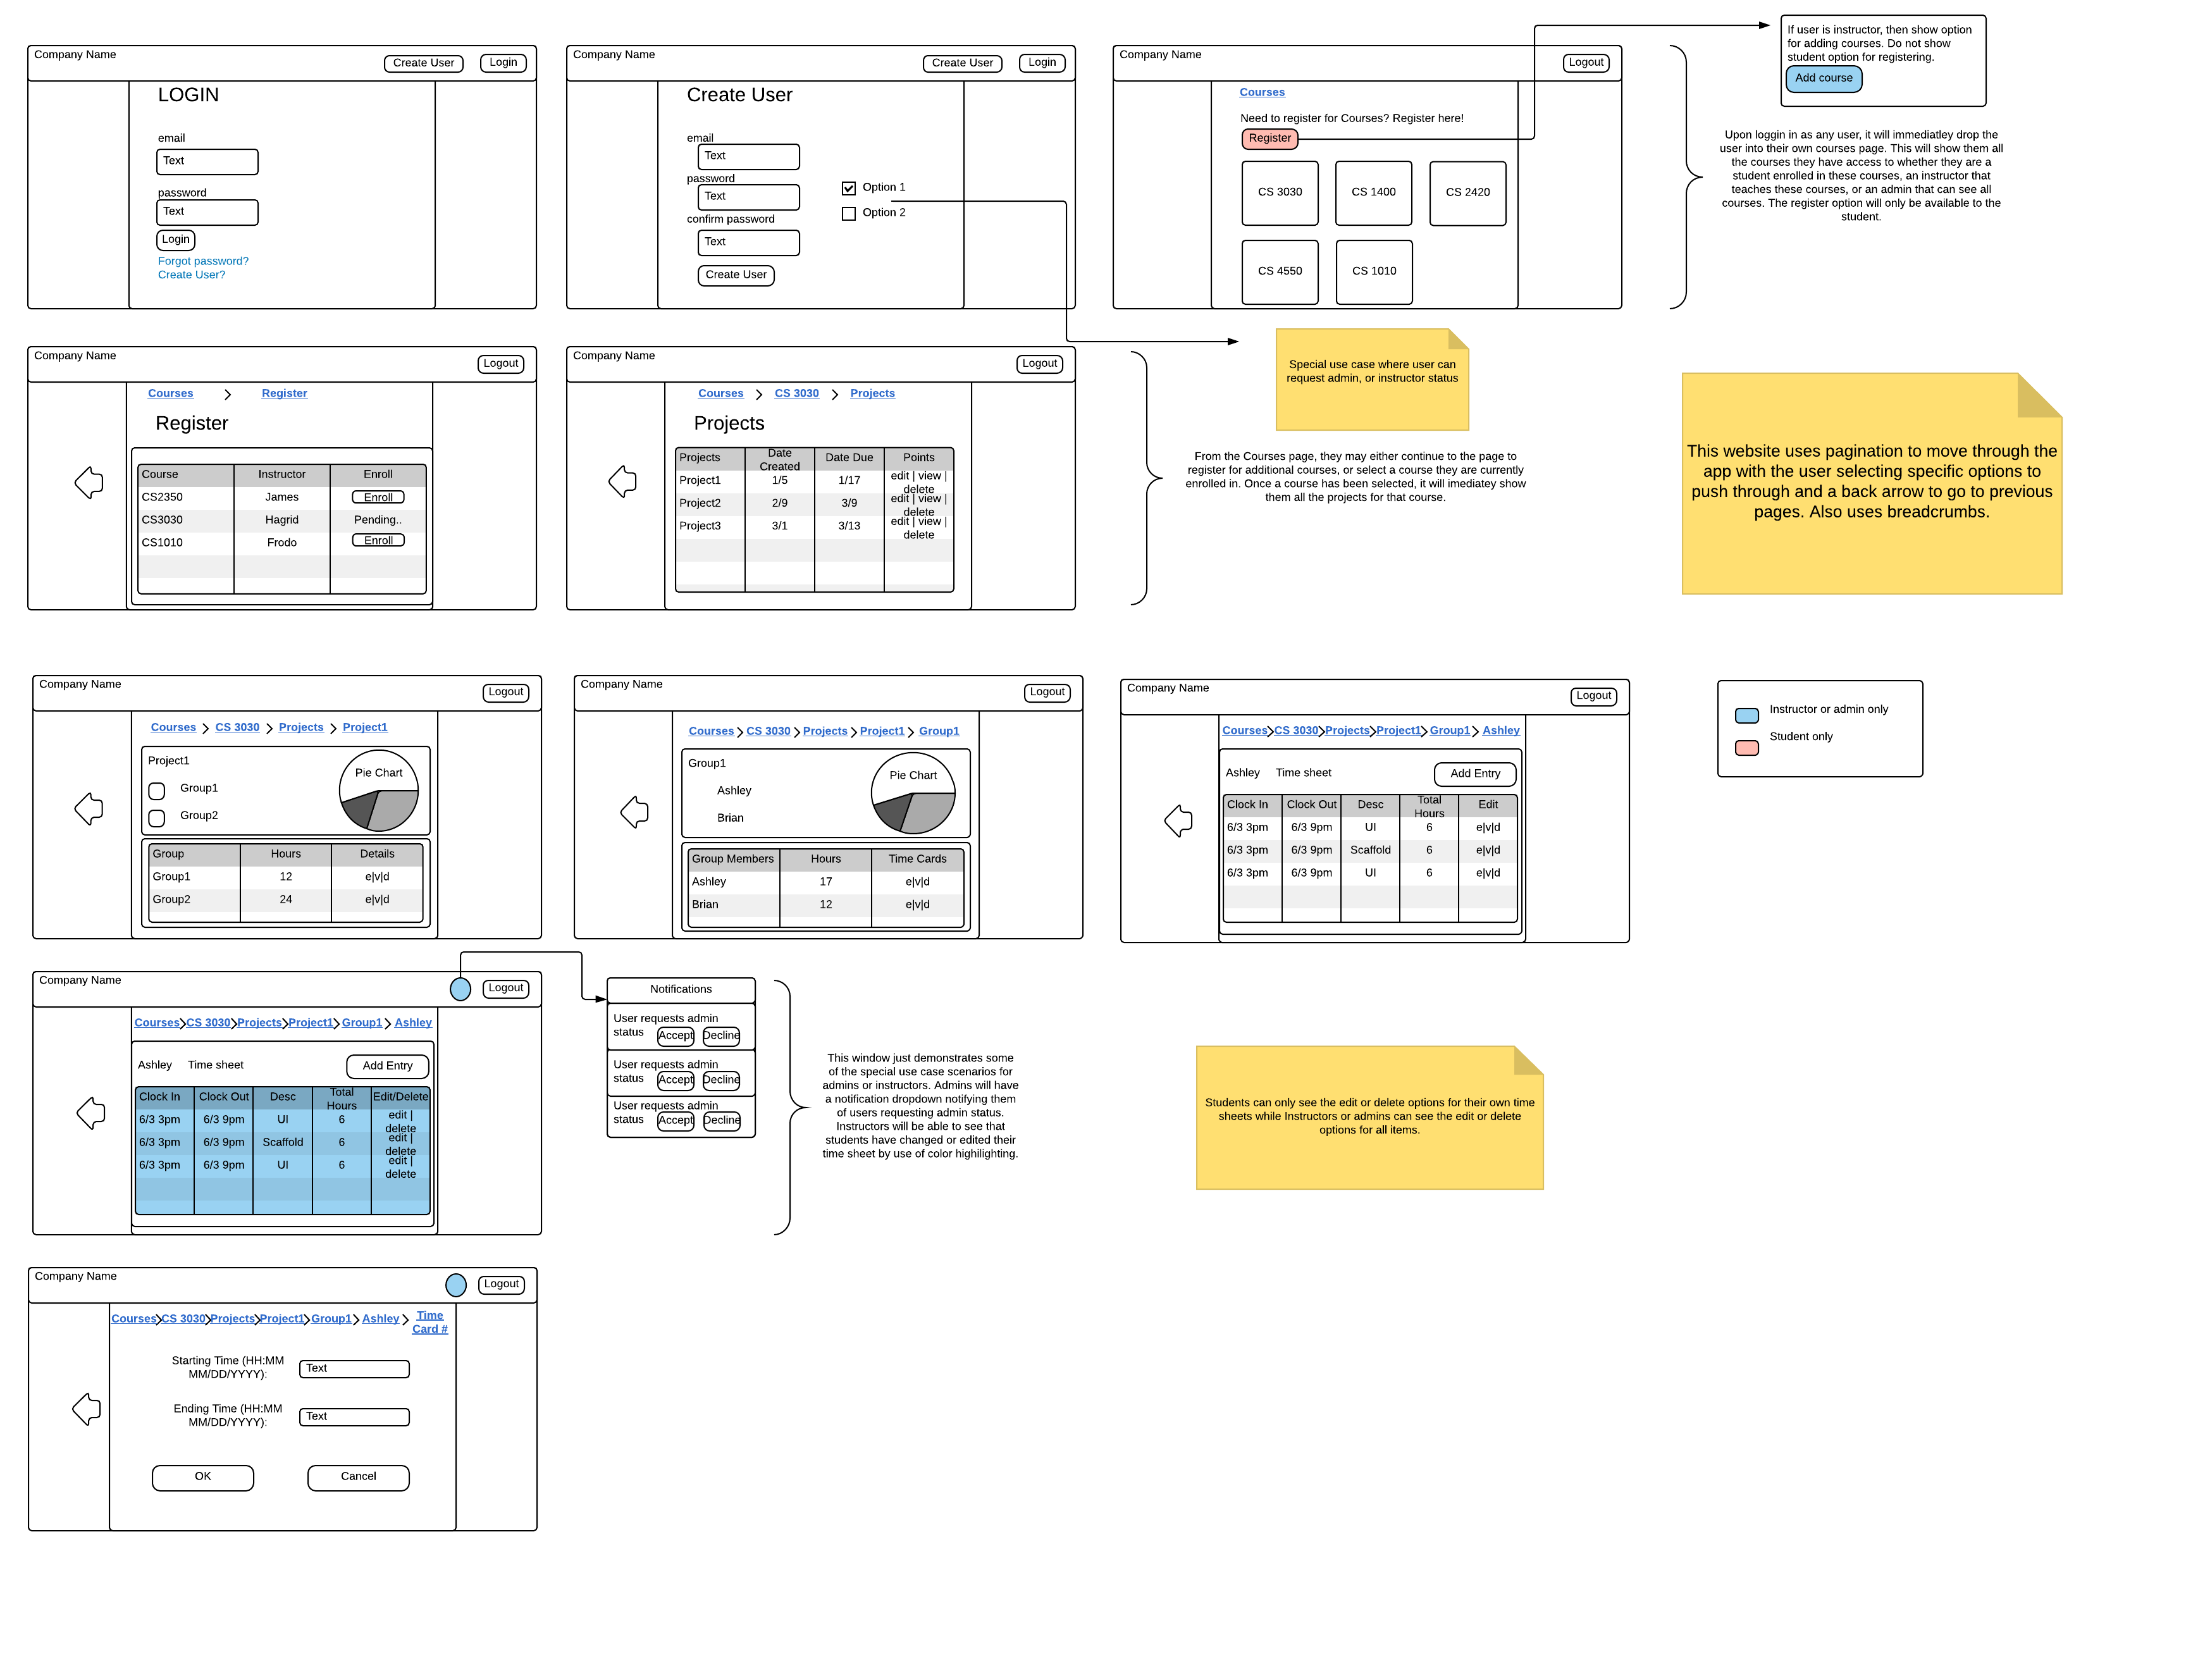 Company Name
Create User
Login
LOGIN
email
Text
password
Text
Login
Forgot password?
Create User?
Company Name
Create User
Login
Create User
email
Text
password
Text
confirm password
Text
Create User
Option 1
Option 2
Company Name
Logout
Courses
Need to register for Courses? Register here!
Register
CS 3030
CS 1400
CS 2420
CS 4550
CS 1010
If user is instructor, then show option
for adding courses. Do not show
student option for registering.
Add course
Upon loggin in as any user, it will immediatley drop the
user into their own courses page. This will show them all
the courses they have access to whether they are a
student enrolled in these courses, an instructor that
teaches these courses, or an admin that can see all
courses. The register option will only be available to the
student.
Company Name
Logout
Courses Register
Register
Course Instructor Enroll
CS2350 James Enroll
CS3030 Hagrid Pending..
CS1010 Frodo Enroll
Company Name
Logout
Courses CS 3030 Projects
Projects
Projects Date Created Date Due Points
Project1 1/5 1/17 edit | view | delete
Project2 2/9 3/9 edit | view | delete
Project3 3/1 3/13 edit | view | delete
Special use case where user can
request admin, or instructor status
From the Courses page, they may either continue to the page to
register for additional courses, or select a course they are currently
enrolled in. Once a course has been selected, it will imediatey show
them all the projects for that course.
This website uses pagination to move through the
app with the user selecting specific options to
push through and a back arrow to go to previous
pages. Also uses breadcrumbs.
Company Name
Logout
Courses CS 3030 Projects Project1
Project1
Group1
Group2
Pie Chart
Group Hours Details
Group1 12 e|v|d
Group2 24 e|v|d
Company Name
Logout
Courses CS 3030 Projects Project1 Group1
Group1
Ashley
Brian
Pie Chart
Group Members Hours Time Cards
Ashley 17 e|v|d
Brian 12 e|v|d
Company Name
Logout
Courses CS 3030 Projects Project1 Group1 Ashley
Ashley Time sheet
Add Entry
Clock In Clock Out Desc Total Hours Edit
6/3 3pm 6/3 9pm UI 6 e|v|d
6/3 3pm 6/3 9pm Scaffold 6 e|v|d
6/3 3pm 6/3 9pm UI 6 e|v|d
Instructor or admin only
Student only
Company Name
Logout
Courses CS 3030 Projects Project1 Group1 Ashley
Ashley Time sheet
Add Entry
Clock In Clock Out Desc Total Hours Edit/Delete
6/3 3pm 6/3 9pm UI 6 edit | delete
6/3 3pm 6/3 9pm Scaffold 6 edit | delete
6/3 3pm 6/3 9pm UI 6 edit | delete
Notifications
User requests admin
status Accept Decline
User requests admin
status Accept Decline
User requests admin
status Accept Decline
This window just demonstrates some
of the special use case scenarios for
admins or instructors. Admins will have
a notification dropdown notifying them
of users requesting admin status.
Instructors will be able to see that
students have changed or edited their
time sheet by use of color highilighting.
Students can only see the edit or delete options for their own time
sheets while Instructors or admins can see the edit or delete
options for all items.
Company Name
Logout
Courses CS 3030 Projects Project1 Group1 Ashley Time
Card #
Starting Time (HH:MM
MM/DD/YYYY):
Text
Ending Time (HH:MM
MM/DD/YYYY):
Text
OK
Cancel